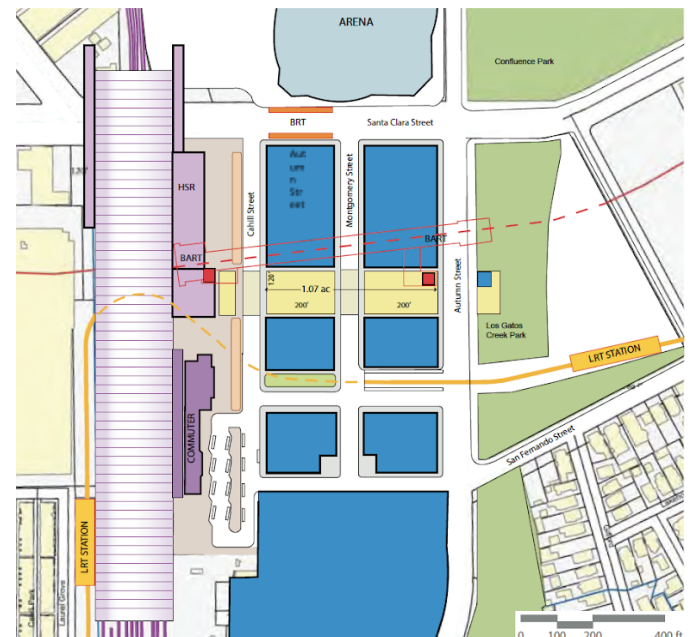 ARENA
Confluence Park
BRT
Santa Clara Street
120'
HSR
Cahill Street
Aut
um
n
Str
eet
Montgomery Street
BART
BART
Autumn Street
120'
1.07 ac
200'
200'
Los Gatos
Creek Park
LRT STATION
COMMUTER
San Fernando Street
LRT STATION
Laurel Grove
0 100 200 400 ft